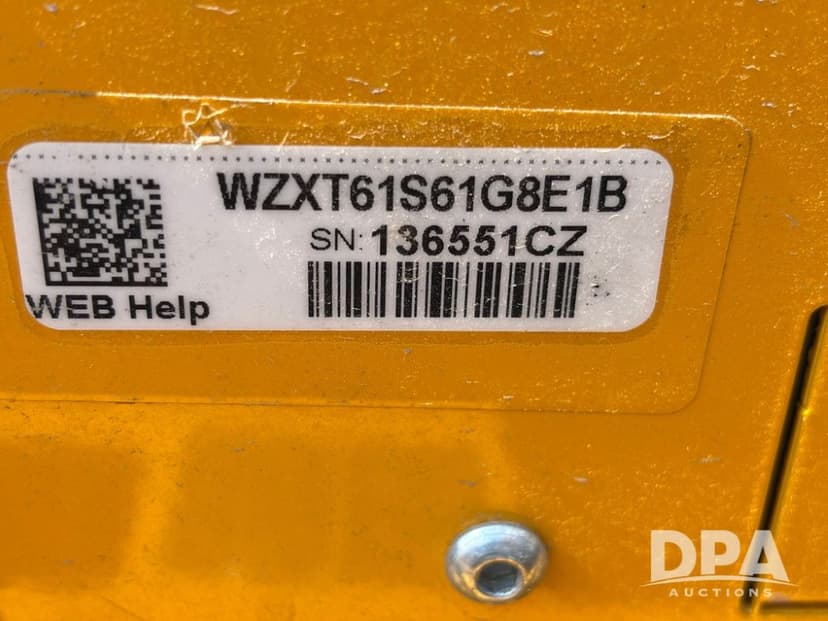 WZXT61S61G8E1B
SN: 136551CZ
WEB Help
DPA
AUCTIONS